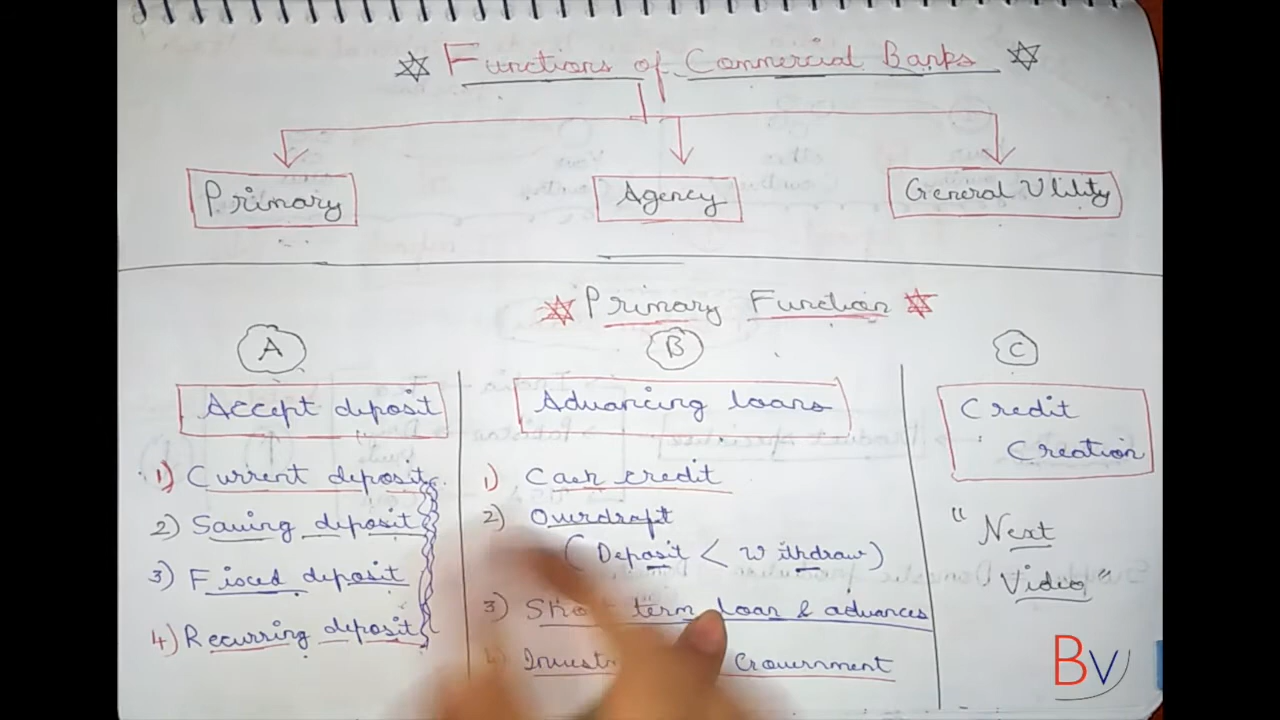 Functions of Commercial Banks
Primary
Agency
General Utility
Primary Function
A
Accept deposit
1) Current deposit
2) Saving deposit
3) Fixed deposit
4) Recurring deposit
B
Advancing loans
1) Cash credit
2) Overdraft
(Deposit < Withdraw)
3) Short term loan & advances
Government
C
Credit
Creation
"Next
Video"
BV